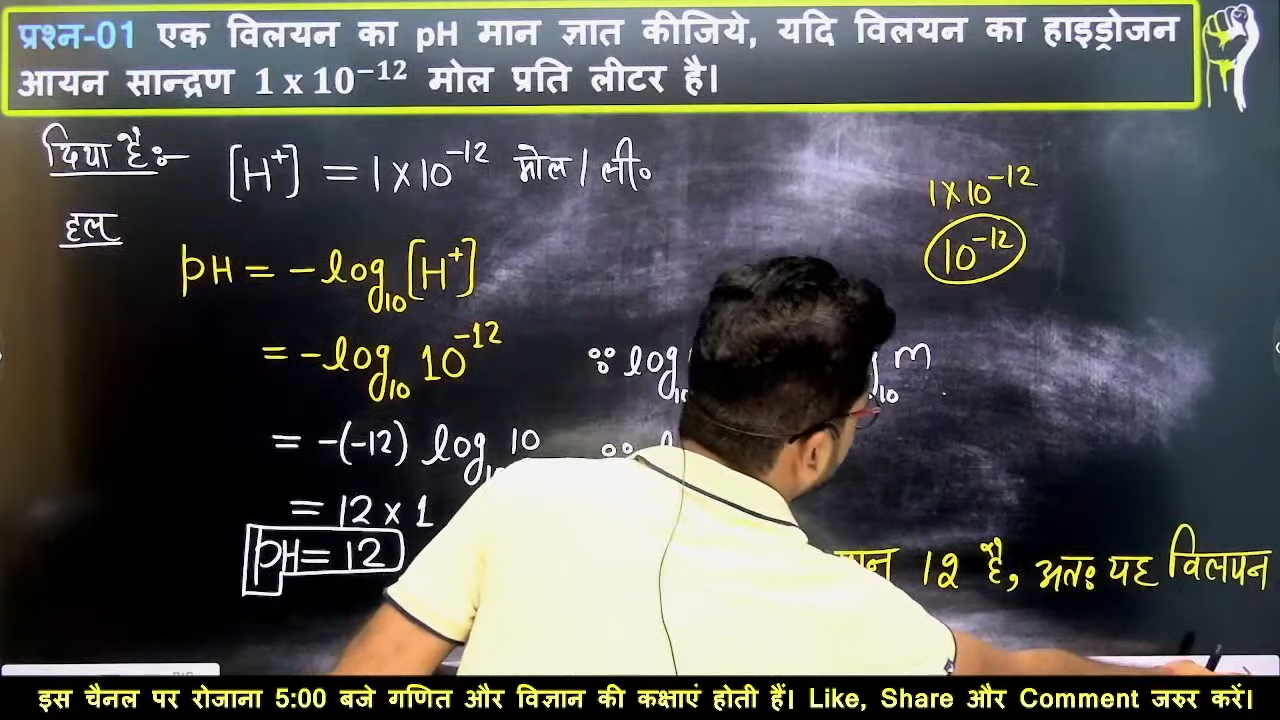 प्रश्न-01 एक विलयन का pH मान ज्ञात कीजिये, यदि विलयन का हाइड्रोजन
आयन सान्द्रण 1 x 10⁻¹² मोल प्रति लीटर है।
दिया है:- [H⁺] = 1×10⁻¹² मोल/ली०
1×10⁻¹²
10⁻¹²
हल
pH = -log₁₀[H⁺]
= -log₁₀ 10⁻¹² ∵ log m
= -(-12) log 10 ∵
= 12 × 1
pH = 12
मान 12 है, अतः यह विलयन
इस चैनल पर रोजाना 5:00 बजे गणित और विज्ञान की कक्षाएं होती हैं। Like, Share और Comment जरुर करें।